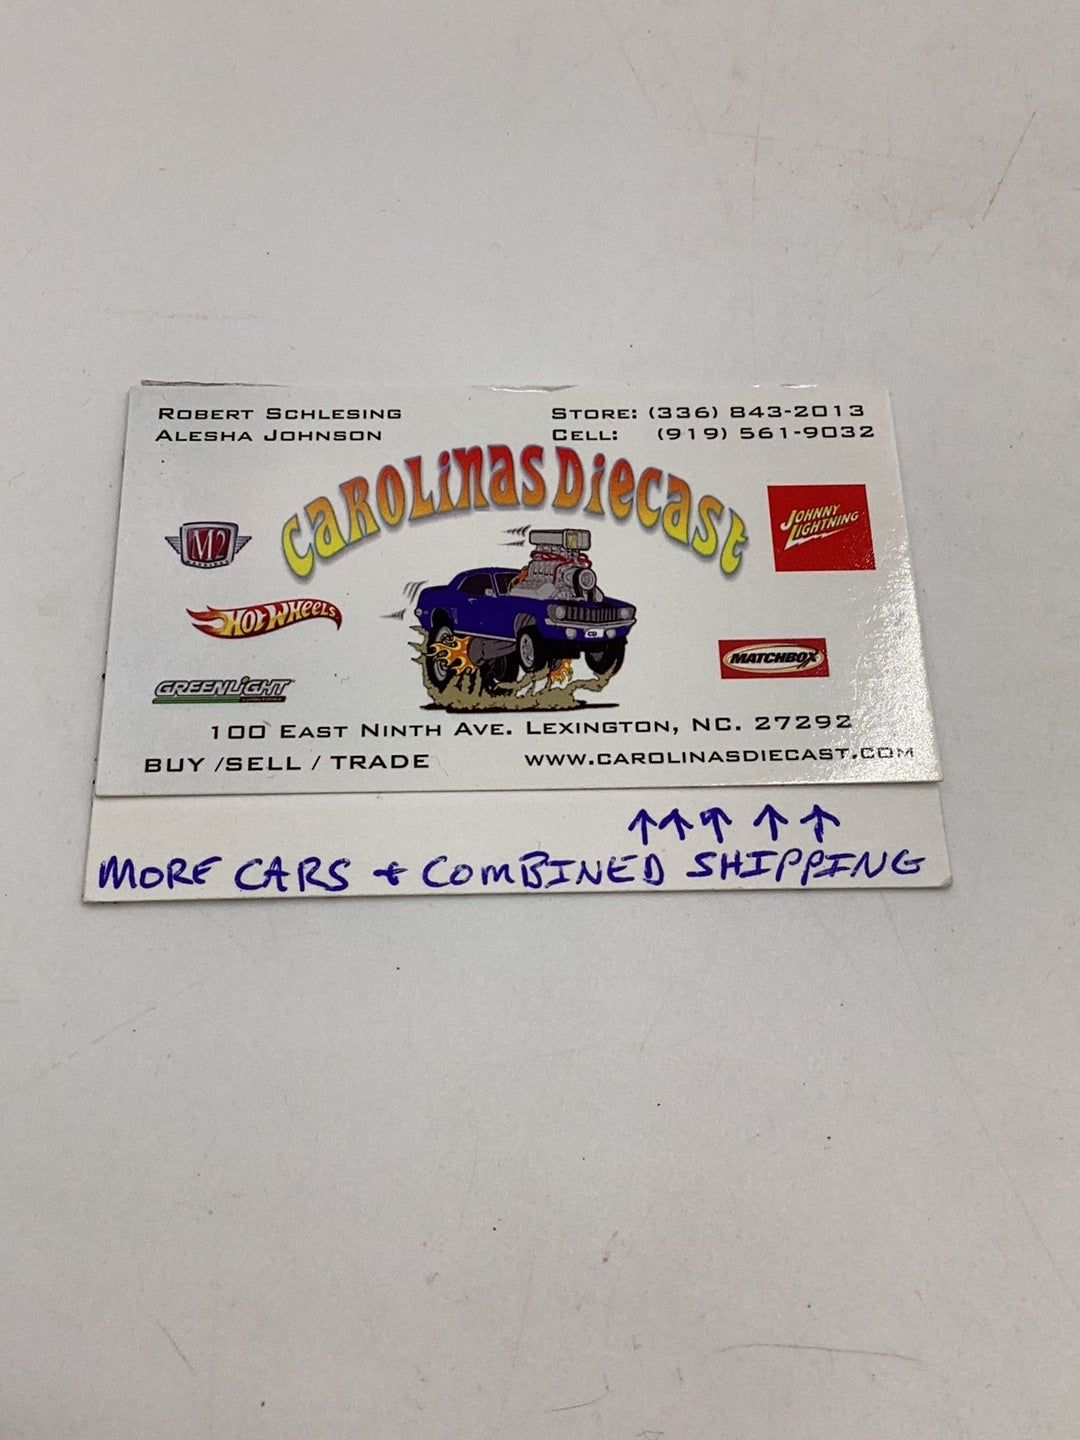 ROBERT SCHLESING
ALESHA JOHNSON
STORE: (336) 843-2013
CELL: (919) 561-9032
CAROLINAS DIECAST
M2
JOHNNY LIGHTNING
HOT WHEELS
MATCHBOX
GREENLIGHT
CD
100 EAST NINTH AVE. LEXINGTON, NC. 27292
BUY /SELL / TRADE
WWW.CAROLINASDIECAST.COM
↑↑↑ ↑ ↑
MORE CARS + COMBINED SHIPPING